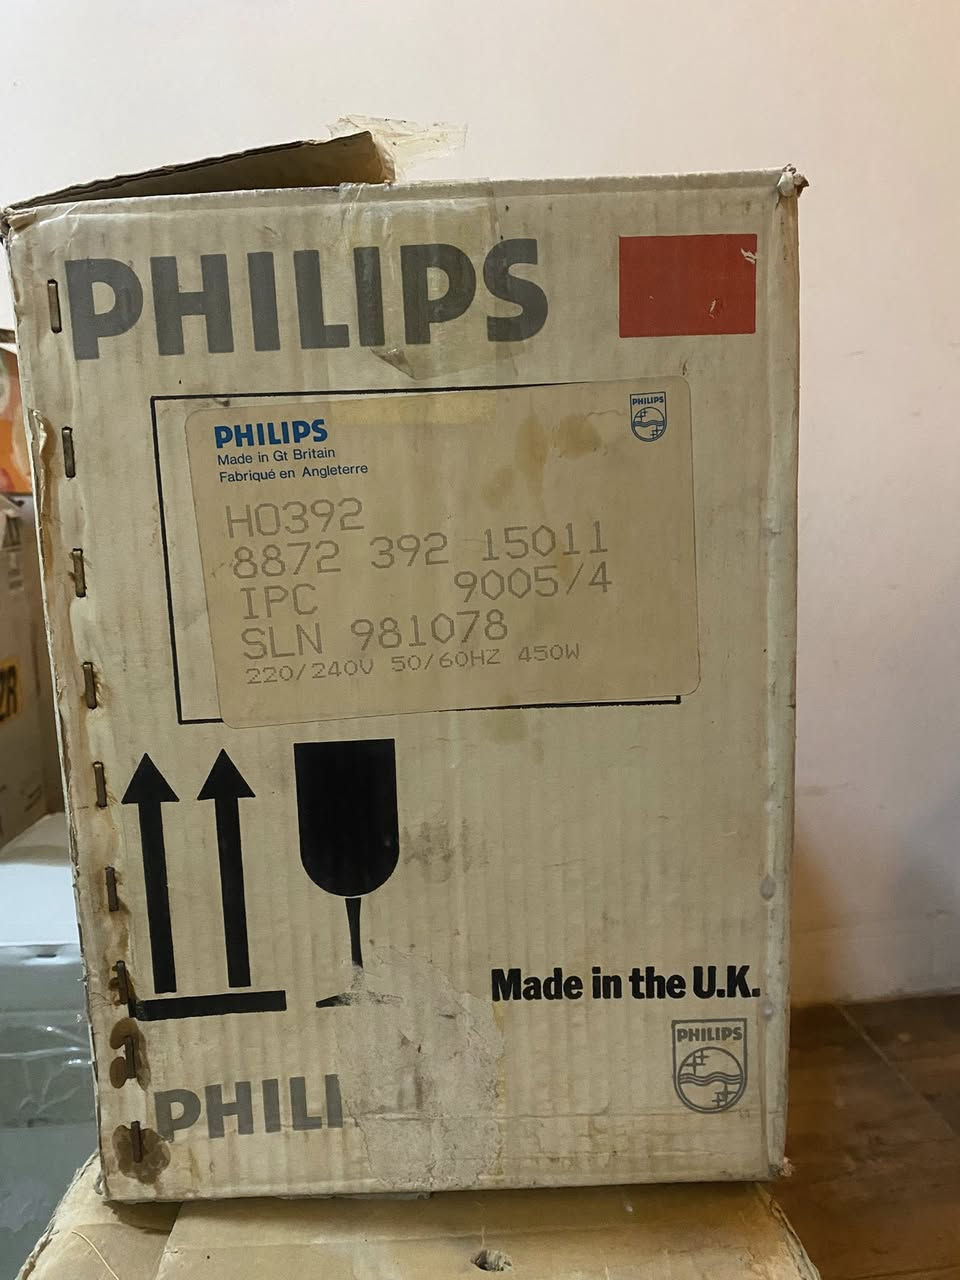 PHILIPS
PHILIPS
PHILIPS
Made in Gt Britain
Fabriqué en Angleterre
H0392
8872 392 15011
IPC 9005/4
SLN 981078
220/240V 50/60HZ 450W
Made in the U.K.
PHILIPS
PHILI